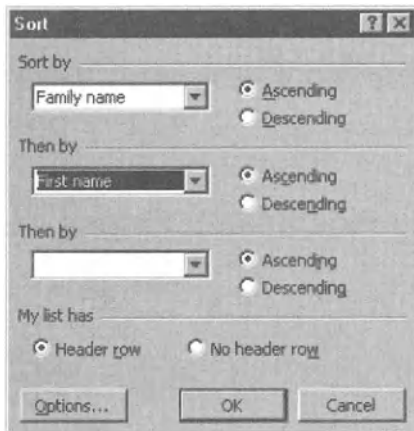 Sort
Sort by
Family name
Ascending
Descending
Then by
First name
Ascending
Descending
Then by
Ascending
Descending
My list has
Header row
No header row
Options...
OK
Cancel